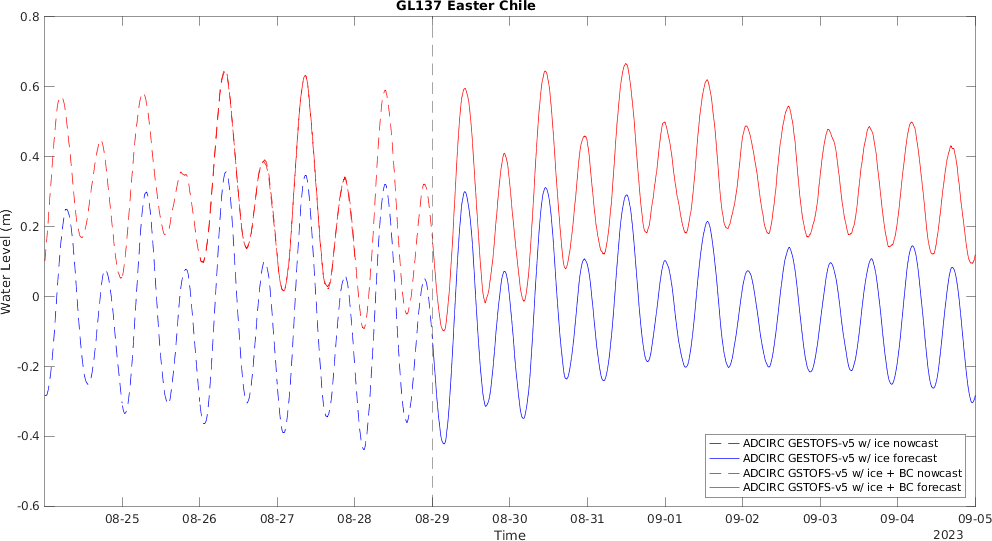 GL137 Easter Chile
0.8
0.6
0.4
0.2
0
-0.2
-0.4
-0.6
Water Level (m)
08-25 08-26 08-27 08-28 08-29 08-30 08-31 09-01 09-02 09-03 09-04 09-05
Time
2023
ADCIRC GESTOFS-v5 w/ ice nowcast
ADCIRC GESTOFS-v5 w/ ice forecast
ADCIRC GSTOFS-v5 w/ ice + BC nowcast
ADCIRC GSTOFS-v5 w/ ice + BC forecast